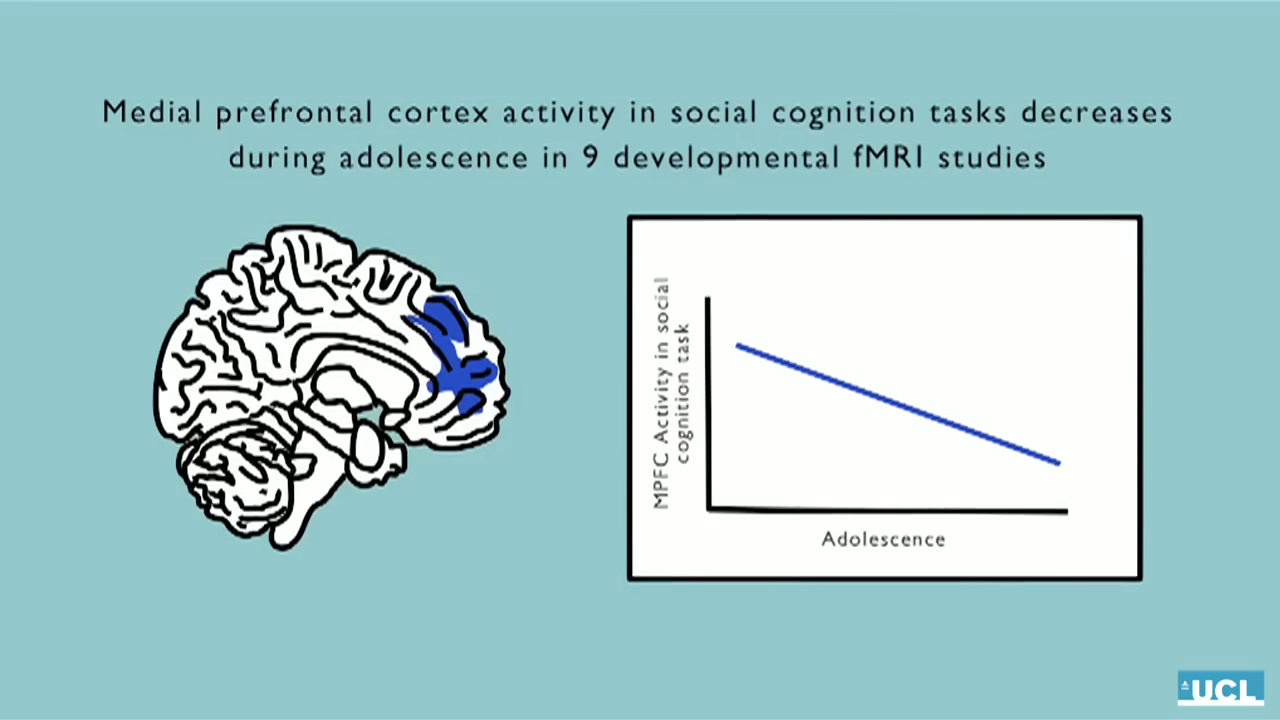 Medial prefrontal cortex activity in social cognition tasks decreases
during adolescence in 9 developmental fMRI studies
MPFC Activity in social
cognition task
Adolescence
UCL